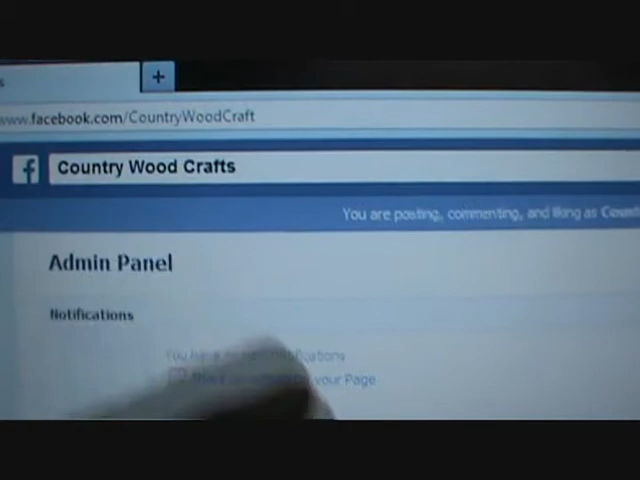 s
www.facebook.com/CountryWoodCraft
f Country Wood Crafts
You are posting, commenting, and liking as
Admin Panel
Notifications
You have no new notifications
your Page